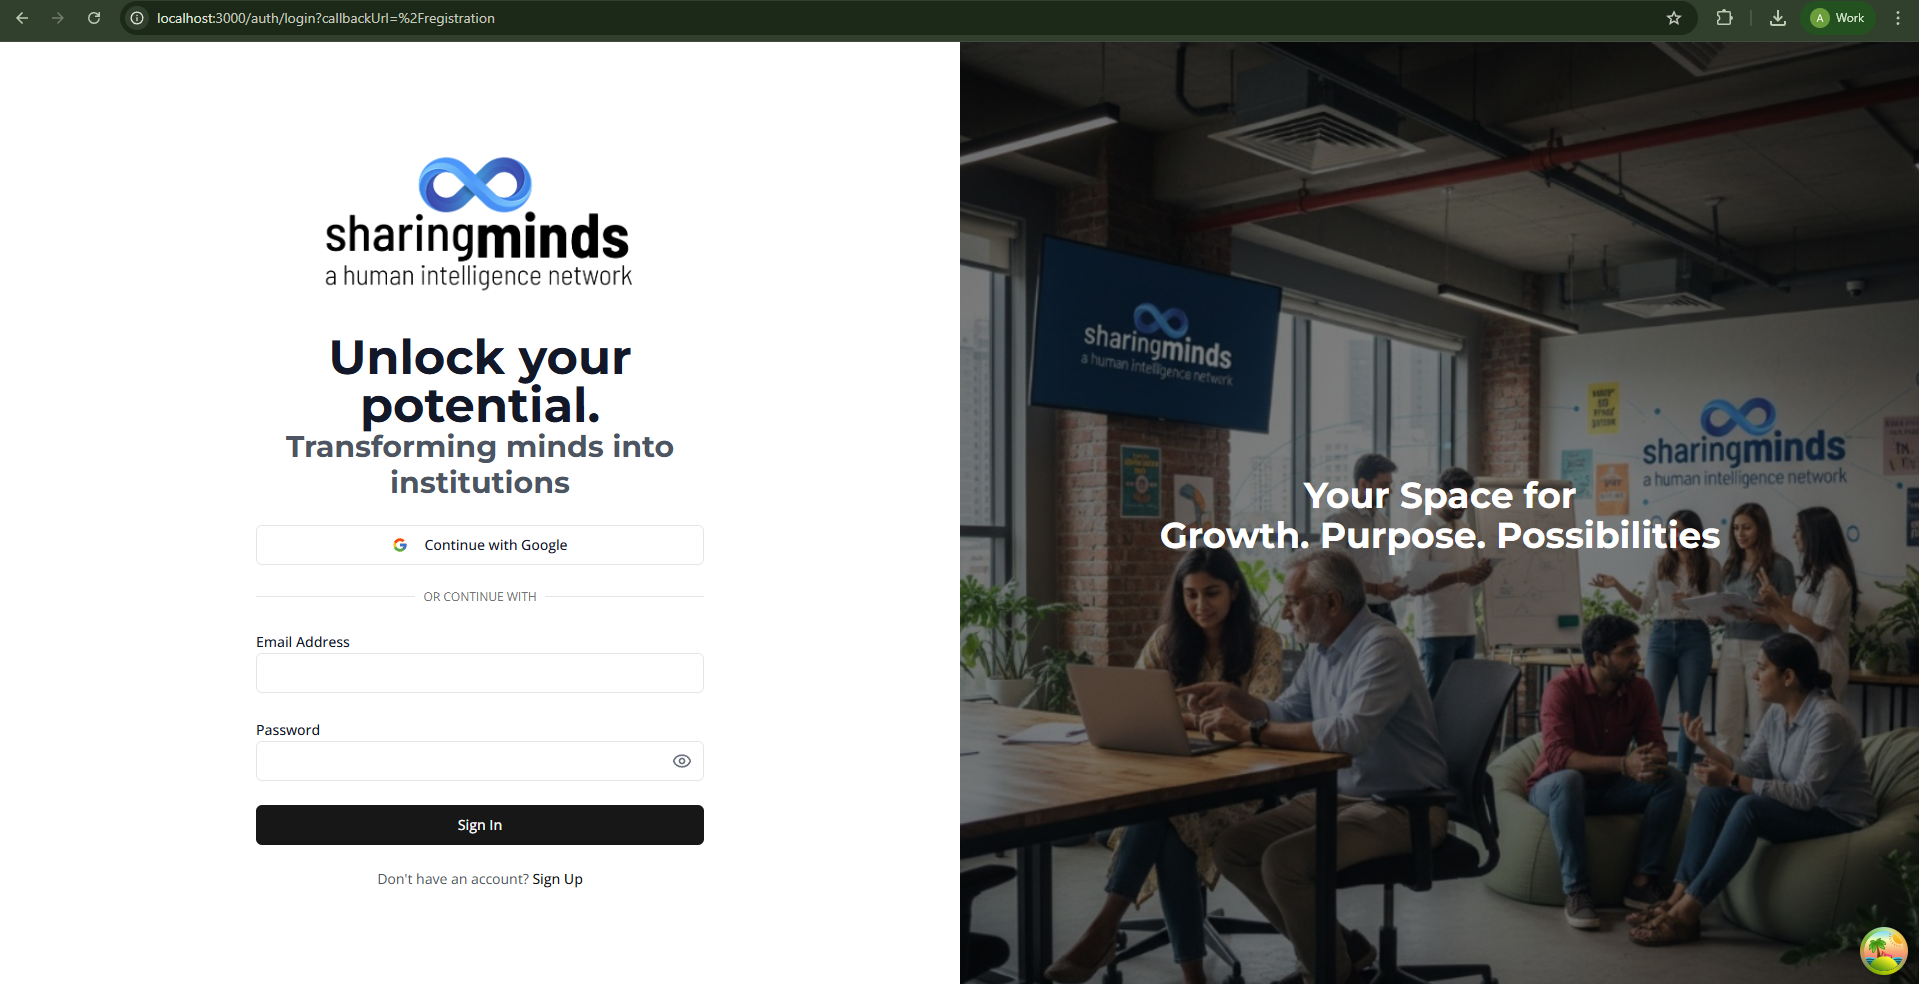 localhost:3000/auth/login?callbackUrl=%2Fregistration
A Work
sharingminds
a human intelligence network
Unlock your
potential.
Transforming minds into
institutions
Continue with Google
OR CONTINUE WITH
Email Address
Password
Sign In
Don't have an account? Sign Up
sharingminds
a human intelligence network
sharingminds
a human intelligence network
Your Space for
Growth. Purpose. Possibilities